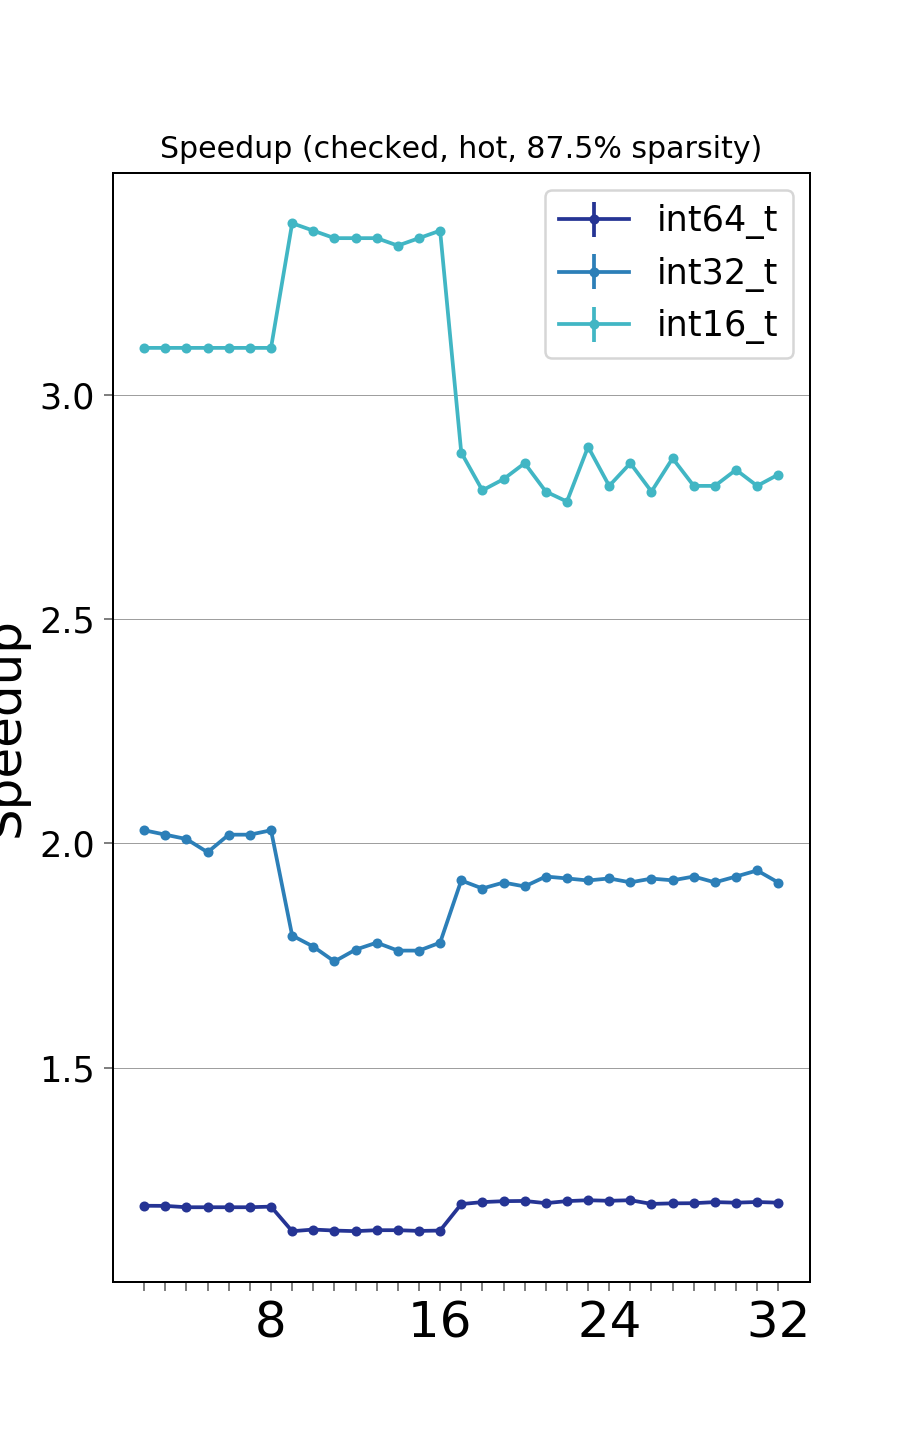 Speedup (checked, hot, 87.5% sparsity)
int64_t
int32_t
int16_t
3.0
2.5
2.0
1.5
Speedup
8 16 24 32